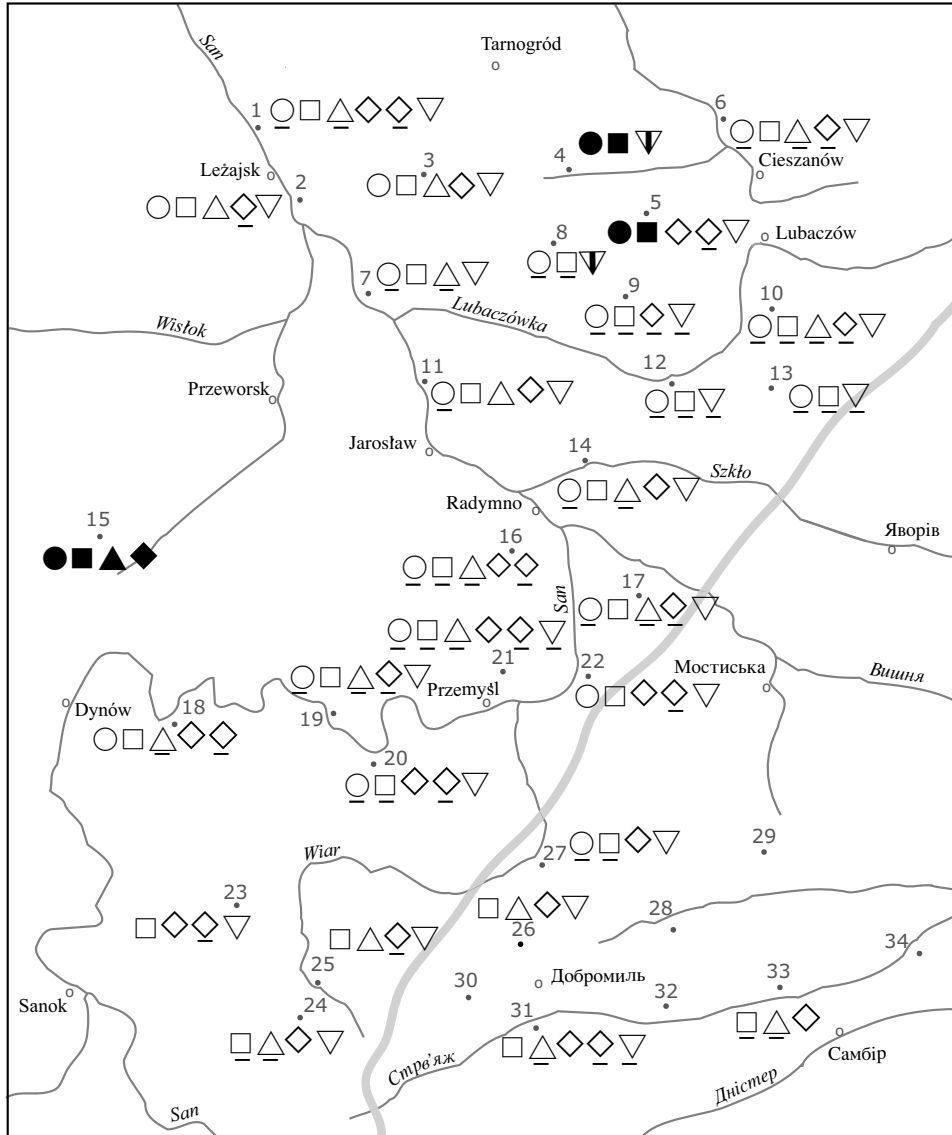 San
Tarnogród
1
6
Cieszanów
Leżajsk
2
3
4
5
Lubaczów
8
7
9
10
Wisłok
Lubaczówka
Przeworsk
11
12
13
Jarosław
14
Szkło
Radymno
Яворів
15
16
San
17
21
22
Мостиська
Вишня
Dynów
18
19
Przemyśl
20
Wiar
27
29
23
26
28
34
25
Sanok
24
30
Добромиль
31
32
33
Самбір
Стрв’яж
Дністер
San